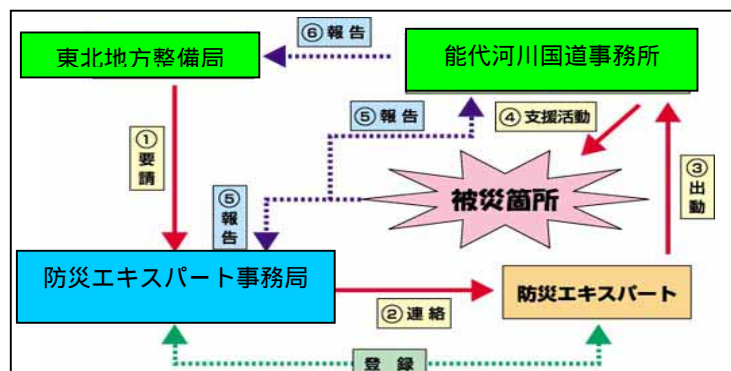 ⑥報告
東北地方整備局
能代河川国道事務所
⑤報告
④支援活動
①要請
③出動
被災箇所
⑤報告
防災エキスパート事務局
防災エキスパート
②連絡
登録